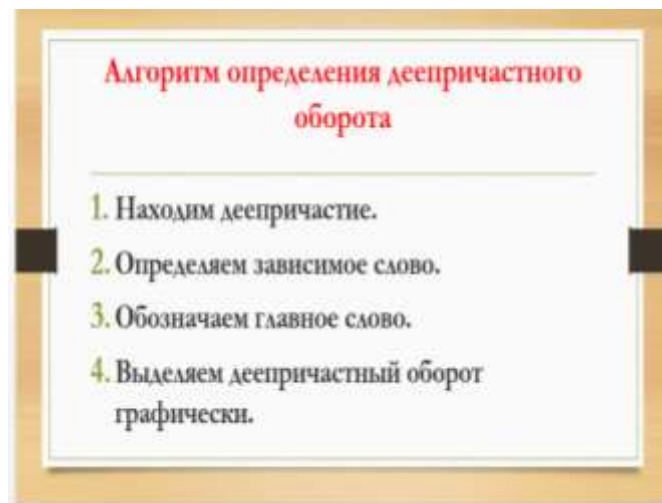 Алгоритм определения деепричастного
оборота
1. Находим деепричастие.
2. Определяем зависимое слово.
3. Обозначаем главное слово.
4. Выделяем деепричастный оборот
графически.